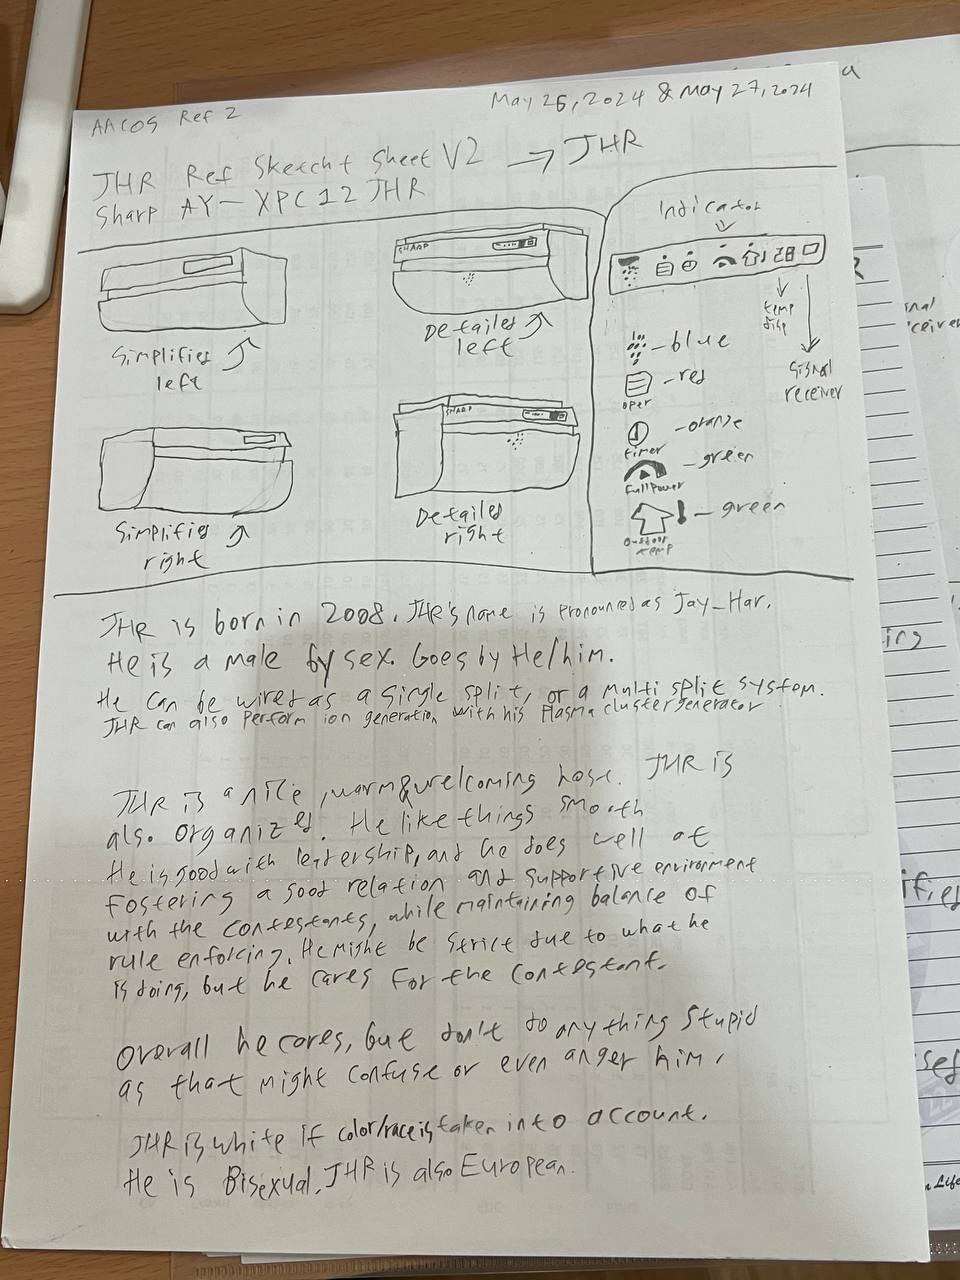 AACOS Ref 2
May 26, 2024 & May 27, 2024
JHR Ref Sketch + Sheet V2 → JHR
Sharp AY-XPC12JHR
Simplified left
SHARP
Detailed left
Simplified right
SHARP
Detailed right
Indicator
temp disp
signal receiver
- blue
- red
oper
- orange
timer
- green
Full Power
- green
outdoor temp
JHR is born in 2008. JHR's name is pronounced as Jay-Har.
He is a male by sex. Goes by He/him.
He can be wired as a single split, or a multi split system.
JHR can also perform ion generation with his Plasma cluster generator
JHR is a nice, warm & welcoming host. JHR is
also organized. He like things smooth
He is good with leadership, and he does well at
fostering a good relation and supportive environment
with the contestants, while maintaining balance of
rule enforcing. He might be strict due to what he
is doing, but he cares for the contestant.
Overall he cares, but don't do anything stupid
as that might confuse or even anger him.
JHR is white if color/race is taken into account.
He is Bisexual. JHR is also European.